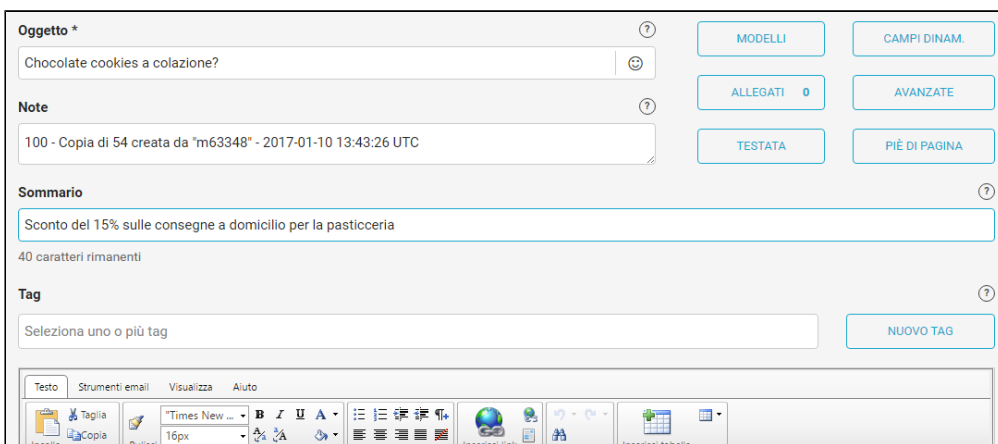 Oggetto *
Chocolate cookies a colazione?
MODELLI
CAMPI DINAM.
ALLEGATI 0
AVANZATE
Note
100 - Copia di 54 creata da "m63348" - 2017-01-10 13:43:26 UTC
TESTATA
PIÈ DI PAGINA
Sommario
Sconto del 15% sulle consegne a domicilio per la pasticceria
40 caratteri rimanenti
Tag
Seleziona uno o più tag
NUOVO TAG
Testo Strumenti email Visualizza Aiuto
Taglia
"Times New ...
Copia
16px